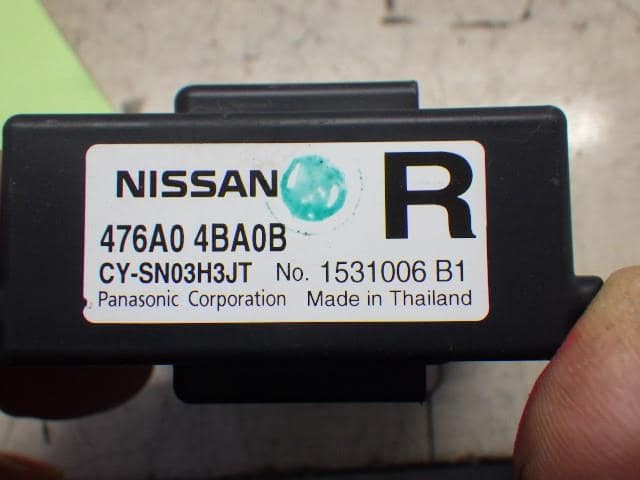 NISSAN R
476A0 4BA0B
CY-SN03H3JT No. 1531006 B1
Panasonic Corporation Made in Thailand